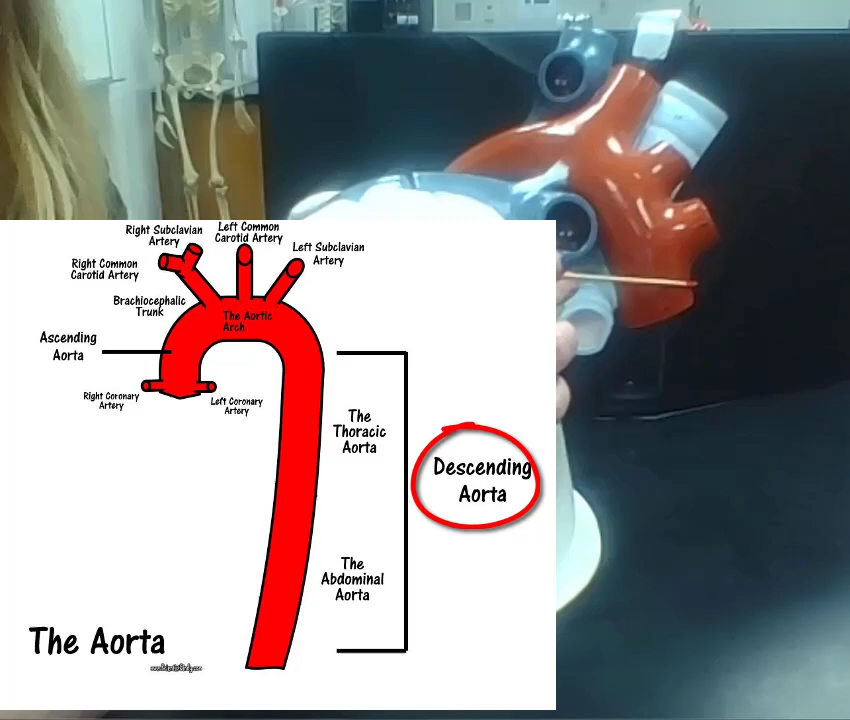 Right Subclavian
Artery
Left Common
Carotid Artery
Left Subclavian
Artery
Right Common
Carotid Artery
Brachiocephalic
Trunk
The Aortic
Arch
Ascending
Aorta
Right Coronary
Artery
Left Coronary
Artery
The
Thoracic
Aorta
Descending
Aorta
The
Abdominal
Aorta
The Aorta